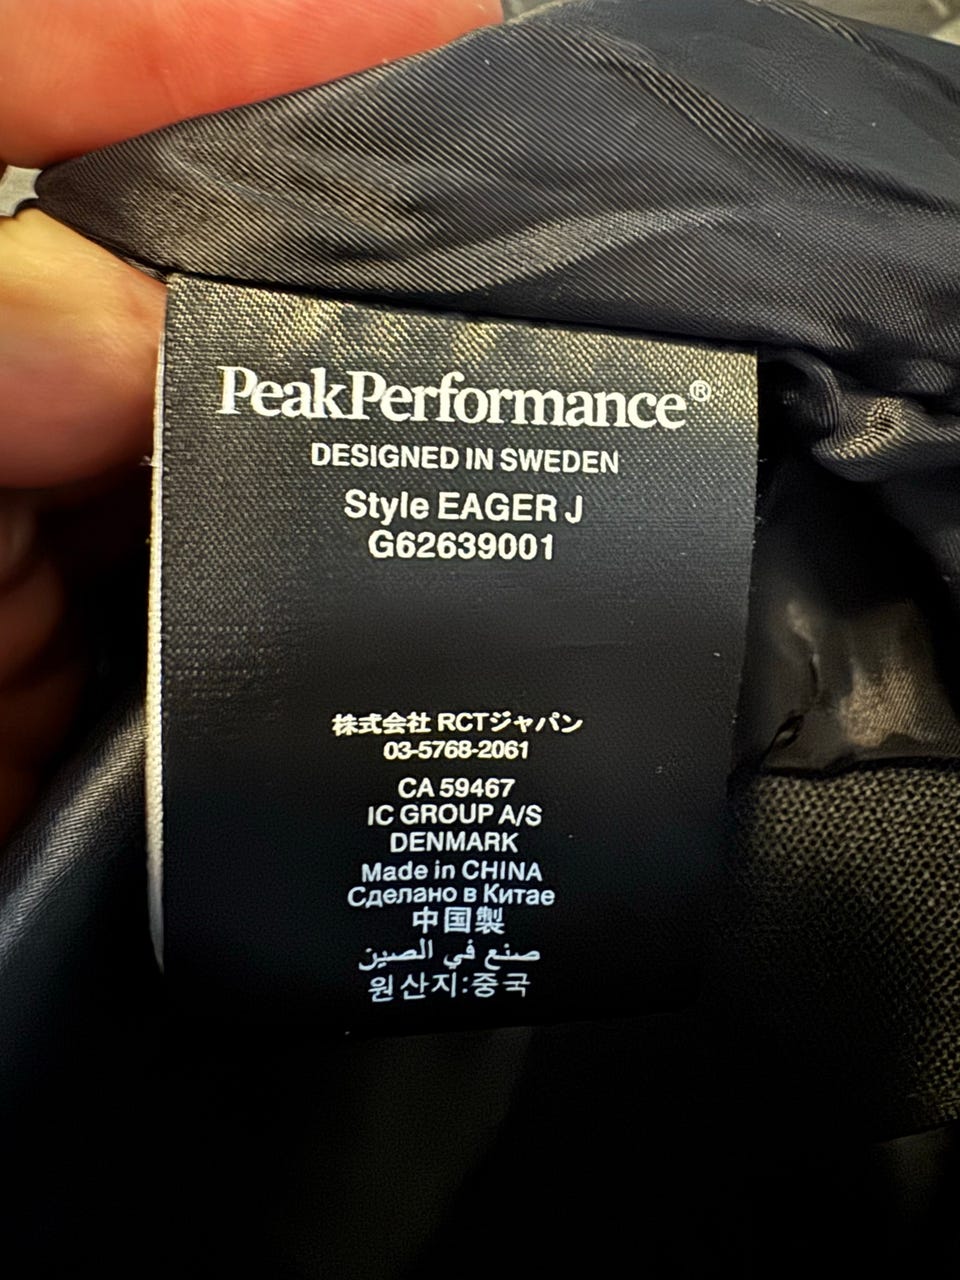 PeakPerformance®
DESIGNED IN SWEDEN
Style EAGER J
G62639001
株式会社 RCTジャパン
03-5768-2061
CA 59467
IC GROUP A/S
DENMARK
Made in CHINA
Сделано в Китае
中国製
صنع في الصين
원산지:중국